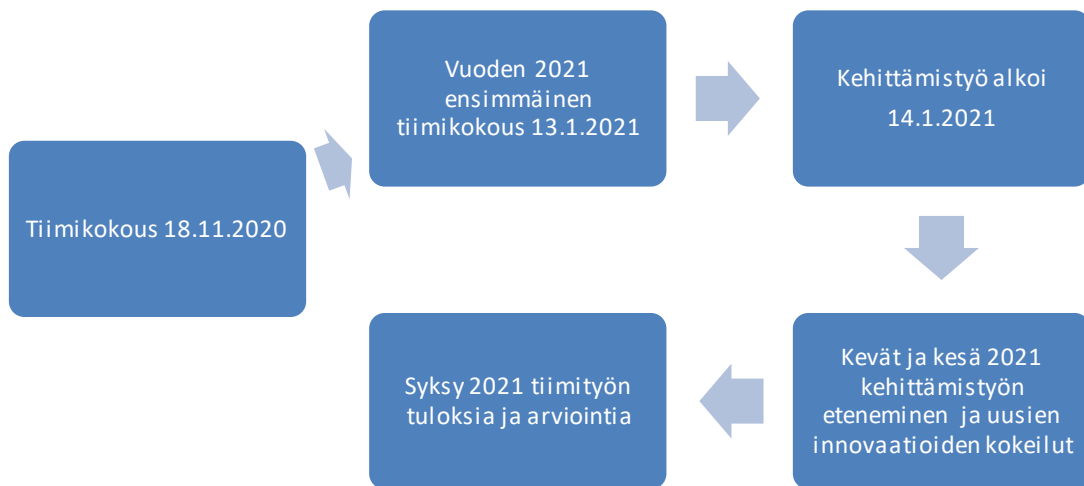 Tiimikokous 18.11.2020
Vuoden 2021
ensimmäinen
tiimikokous 13.1.2021
Kehittämistyö alkoi
14.1.2021
Kevät ja kesä 2021
kehittämistyön
eteneminen ja uusien
innovaatioiden kokeilut
Syksy 2021 tiimityön
tuloksia ja arviointia